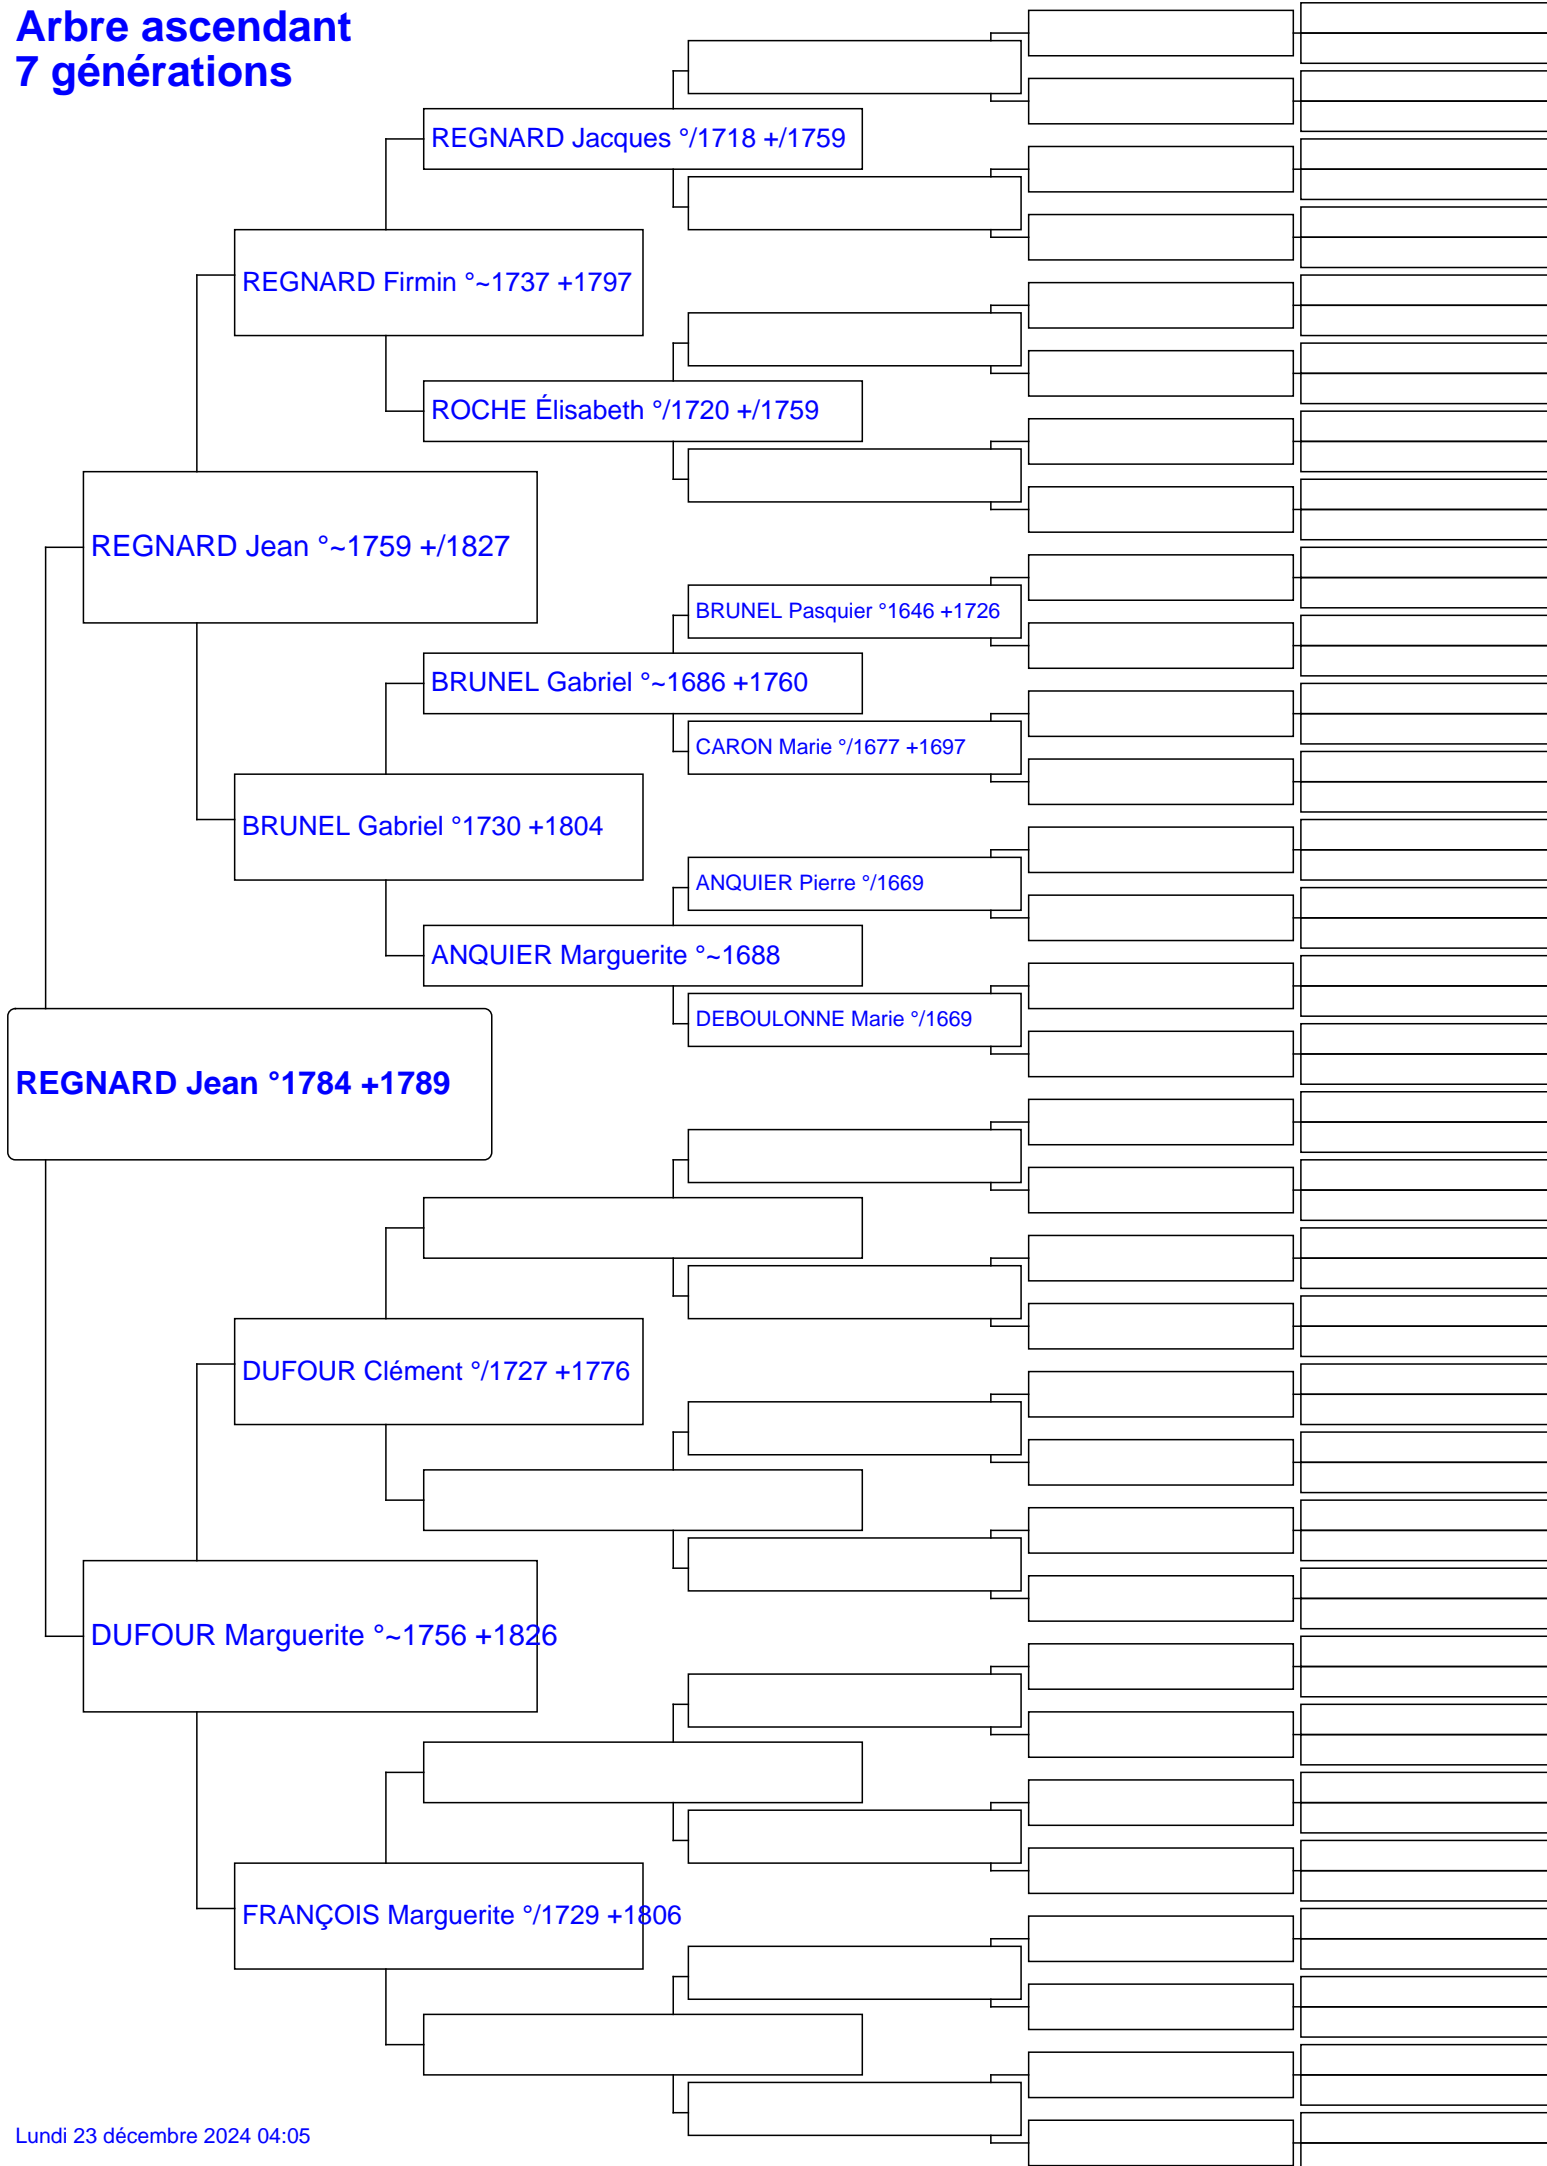 Arbre ascendant
7 générations
REGNARD Jacques °/1718 +/1759
REGNARD Firmin °~1737 +1797
ROCHE Élisabeth °/1720 +/1759
REGNARD Jean °~1759 +/1827
BRUNEL Pasquier °1646 +1726
BRUNEL Gabriel °~1686 +1760
CARON Marie °/1677 +1697
BRUNEL Gabriel °1730 +1804
ANQUIER Pierre °/1669
ANQUIER Marguerite °~1688
DEBOULONNE Marie °/1669
REGNARD Jean °1784 +1789
DUFOUR Clément °/1727 +1776
DUFOUR Marguerite °~1756 +1826
FRANÇOIS Marguerite °/1729 +1806
Lundi 23 décembre 2024 04:05